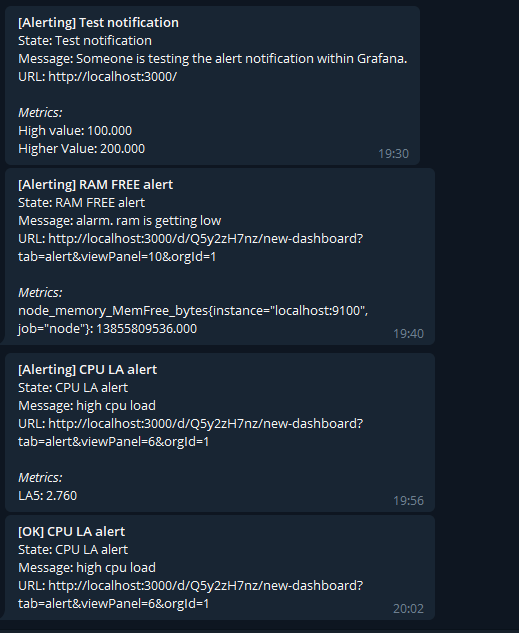 [Alerting] Test notification
State: Test notification
Message: Someone is testing the alert notification within Grafana.
URL: http://localhost:3000/
Metrics:
High value: 100.000
Higher Value: 200.000
19:30
[Alerting] RAM FREE alert
State: RAM FREE alert
Message: alarm. ram is getting low
URL: http://localhost:3000/d/Q5y2zH7nz/new-dashboard?
tab=alert&viewPanel=10&orgId=1
Metrics:
node_memory_MemFree_bytes{instance="localhost:9100",
job="node"}: 13855809536.000
19:40
[Alerting] CPU LA alert
State: CPU LA alert
Message: high cpu load
URL: http://localhost:3000/d/Q5y2zH7nz/new-dashboard?
tab=alert&viewPanel=6&orgId=1
Metrics:
LA5: 2.760
19:56
[OK] CPU LA alert
State: CPU LA alert
Message: high cpu load
URL: http://localhost:3000/d/Q5y2zH7nz/new-dashboard?
tab=alert&viewPanel=6&orgId=1
20:02